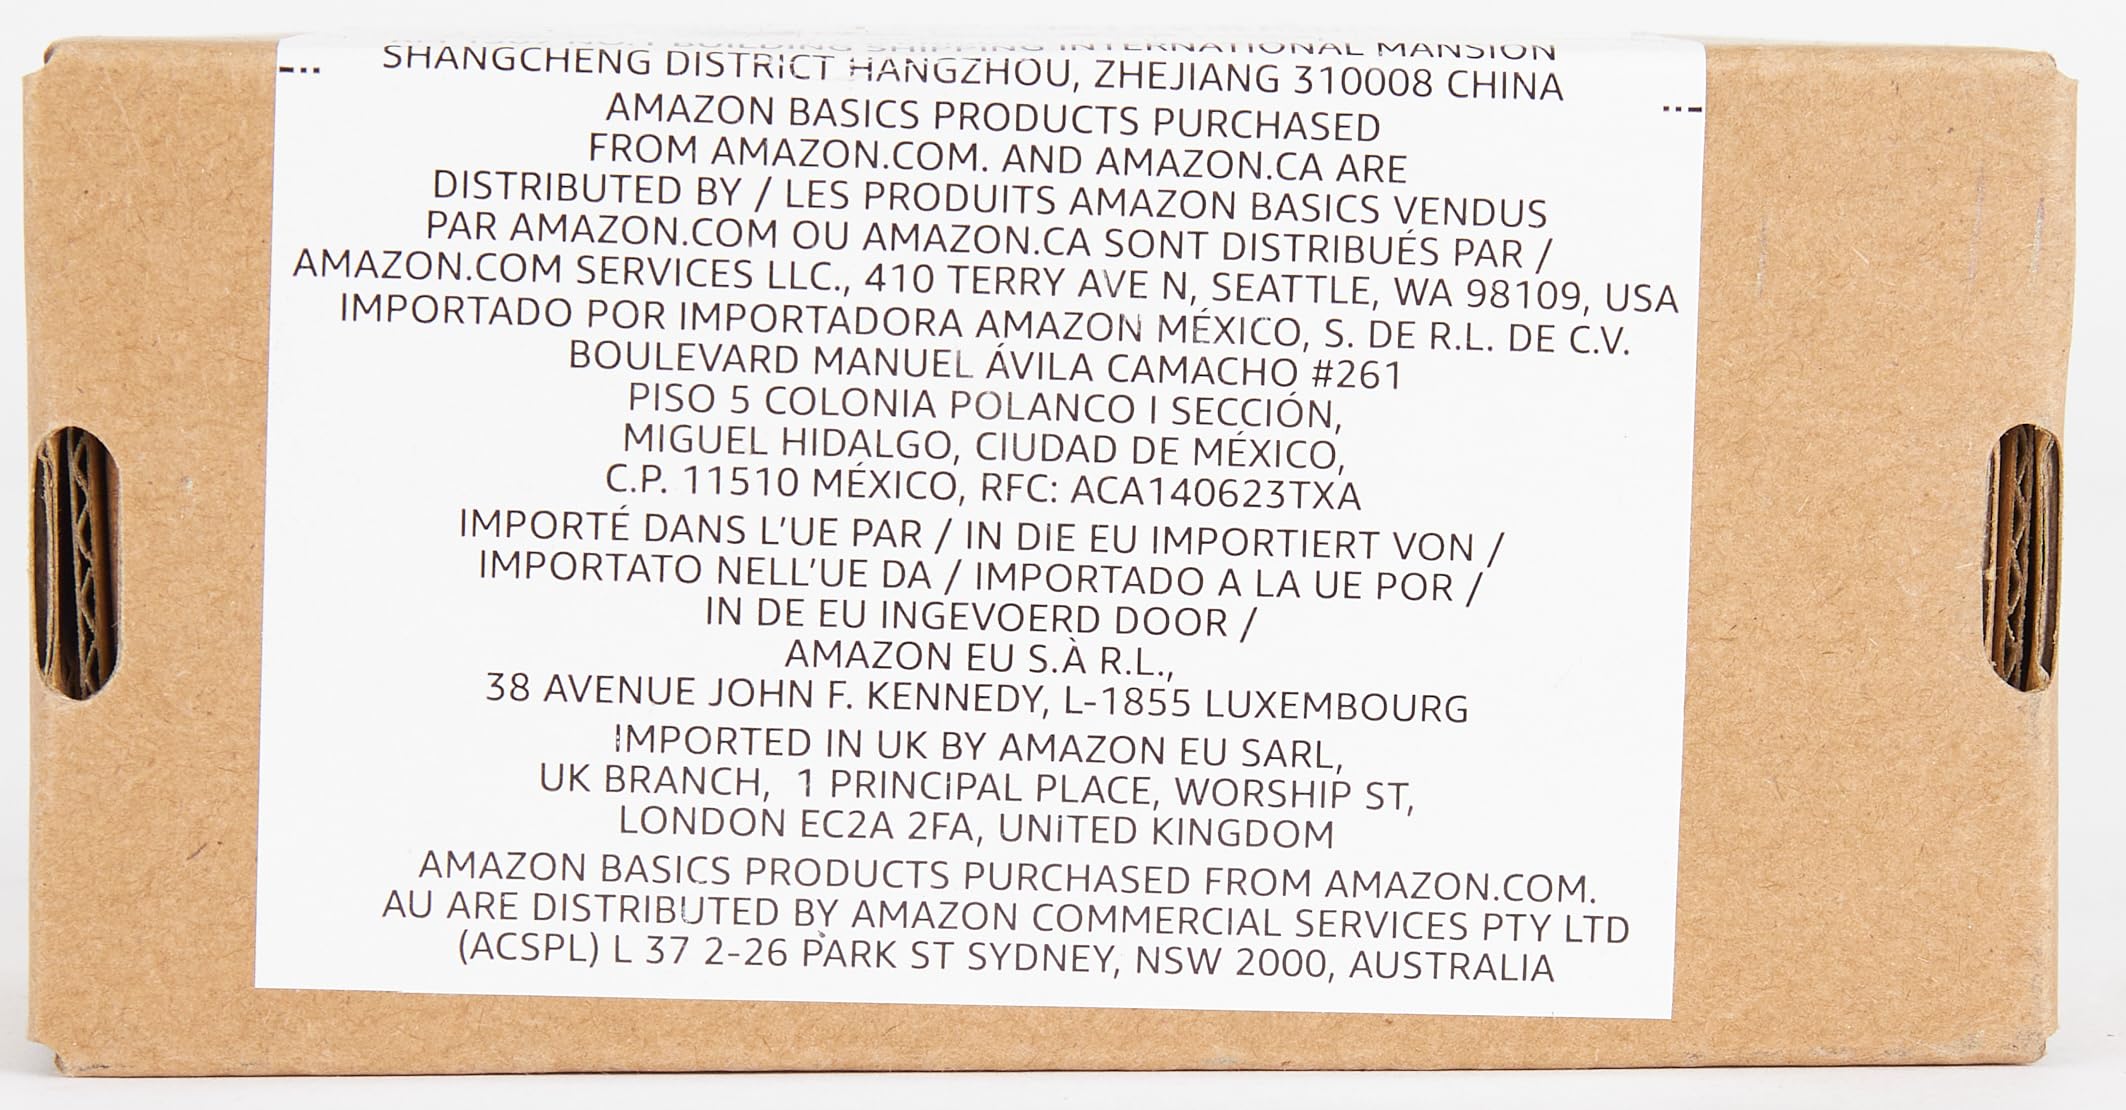 BUILDING SHIPPING INTERNATIONAL MANSION
SHANGCHENG DISTRICT HANGZHOU, ZHEJIANG 310008 CHINA
AMAZON BASICS PRODUCTS PURCHASED
FROM AMAZON.COM. AND AMAZON.CA ARE
DISTRIBUTED BY / LES PRODUITS AMAZON BASICS VENDUS
PAR AMAZON.COM OU AMAZON.CA SONT DISTRIBUÉS PAR /
AMAZON.COM SERVICES LLC., 410 TERRY AVE N, SEATTLE, WA 98109, USA
IMPORTADO POR IMPORTADORA AMAZON MÉXICO, S. DE R.L. DE C.V.
BOULEVARD MANUEL ÁVILA CAMACHO #261
PISO 5 COLONIA POLANCO I SECCIÓN,
MIGUEL HIDALGO, CIUDAD DE MÉXICO,
C.P. 11510 MÉXICO, RFC: ACA140623TXA
IMPORTÉ DANS L'UE PAR / IN DIE EU IMPORTIERT VON /
IMPORTATO NELL'UE DA / IMPORTADO A LA UE POR /
IN DE EU INGEVOERD DOOR /
AMAZON EU S.À R.L.,
38 AVENUE JOHN F. KENNEDY, L-1855 LUXEMBOURG
IMPORTED IN UK BY AMAZON EU SARL,
UK BRANCH, 1 PRINCIPAL PLACE, WORSHIP ST,
LONDON EC2A 2FA, UNITED KINGDOM
AMAZON BASICS PRODUCTS PURCHASED FROM AMAZON.COM.
AU ARE DISTRIBUTED BY AMAZON COMMERCIAL SERVICES PTY LTD
(ACSPL) L 37 2-26 PARK ST SYDNEY, NSW 2000, AUSTRALIA